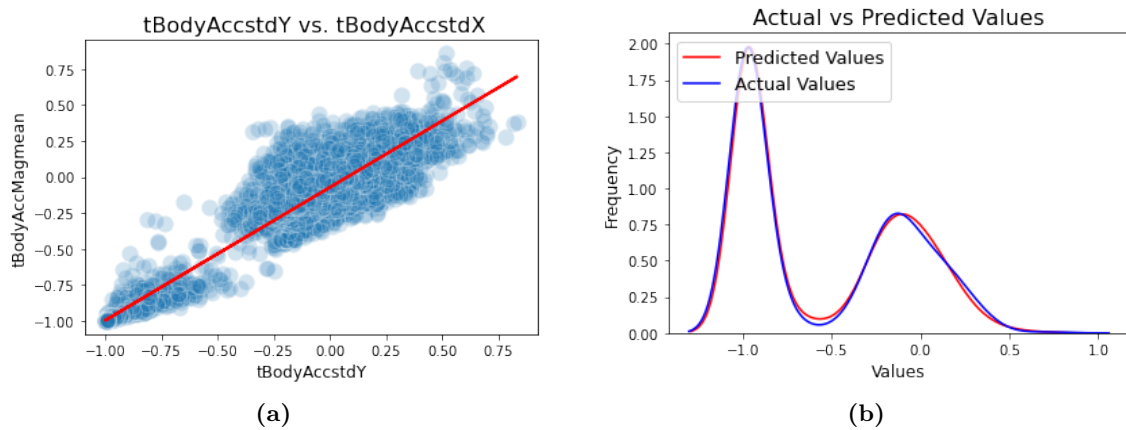 tBodyAccstdY vs. tBodyAccstdX
0.75
0.50
0.25
0.00
−0.25
−0.50
−0.75
−1.00
tBodyAccMagmean
−1.00 −0.75 −0.50 −0.25 0.00 0.25 0.50 0.75
tBodyAccstdY
(a)
Actual vs Predicted Values
Predicted Values
Actual Values
2.00
1.75
1.50
1.25
1.00
0.75
0.50
0.25
0.00
Frequency
−1.0 −0.5 0.0 0.5 1.0
Values
(b)